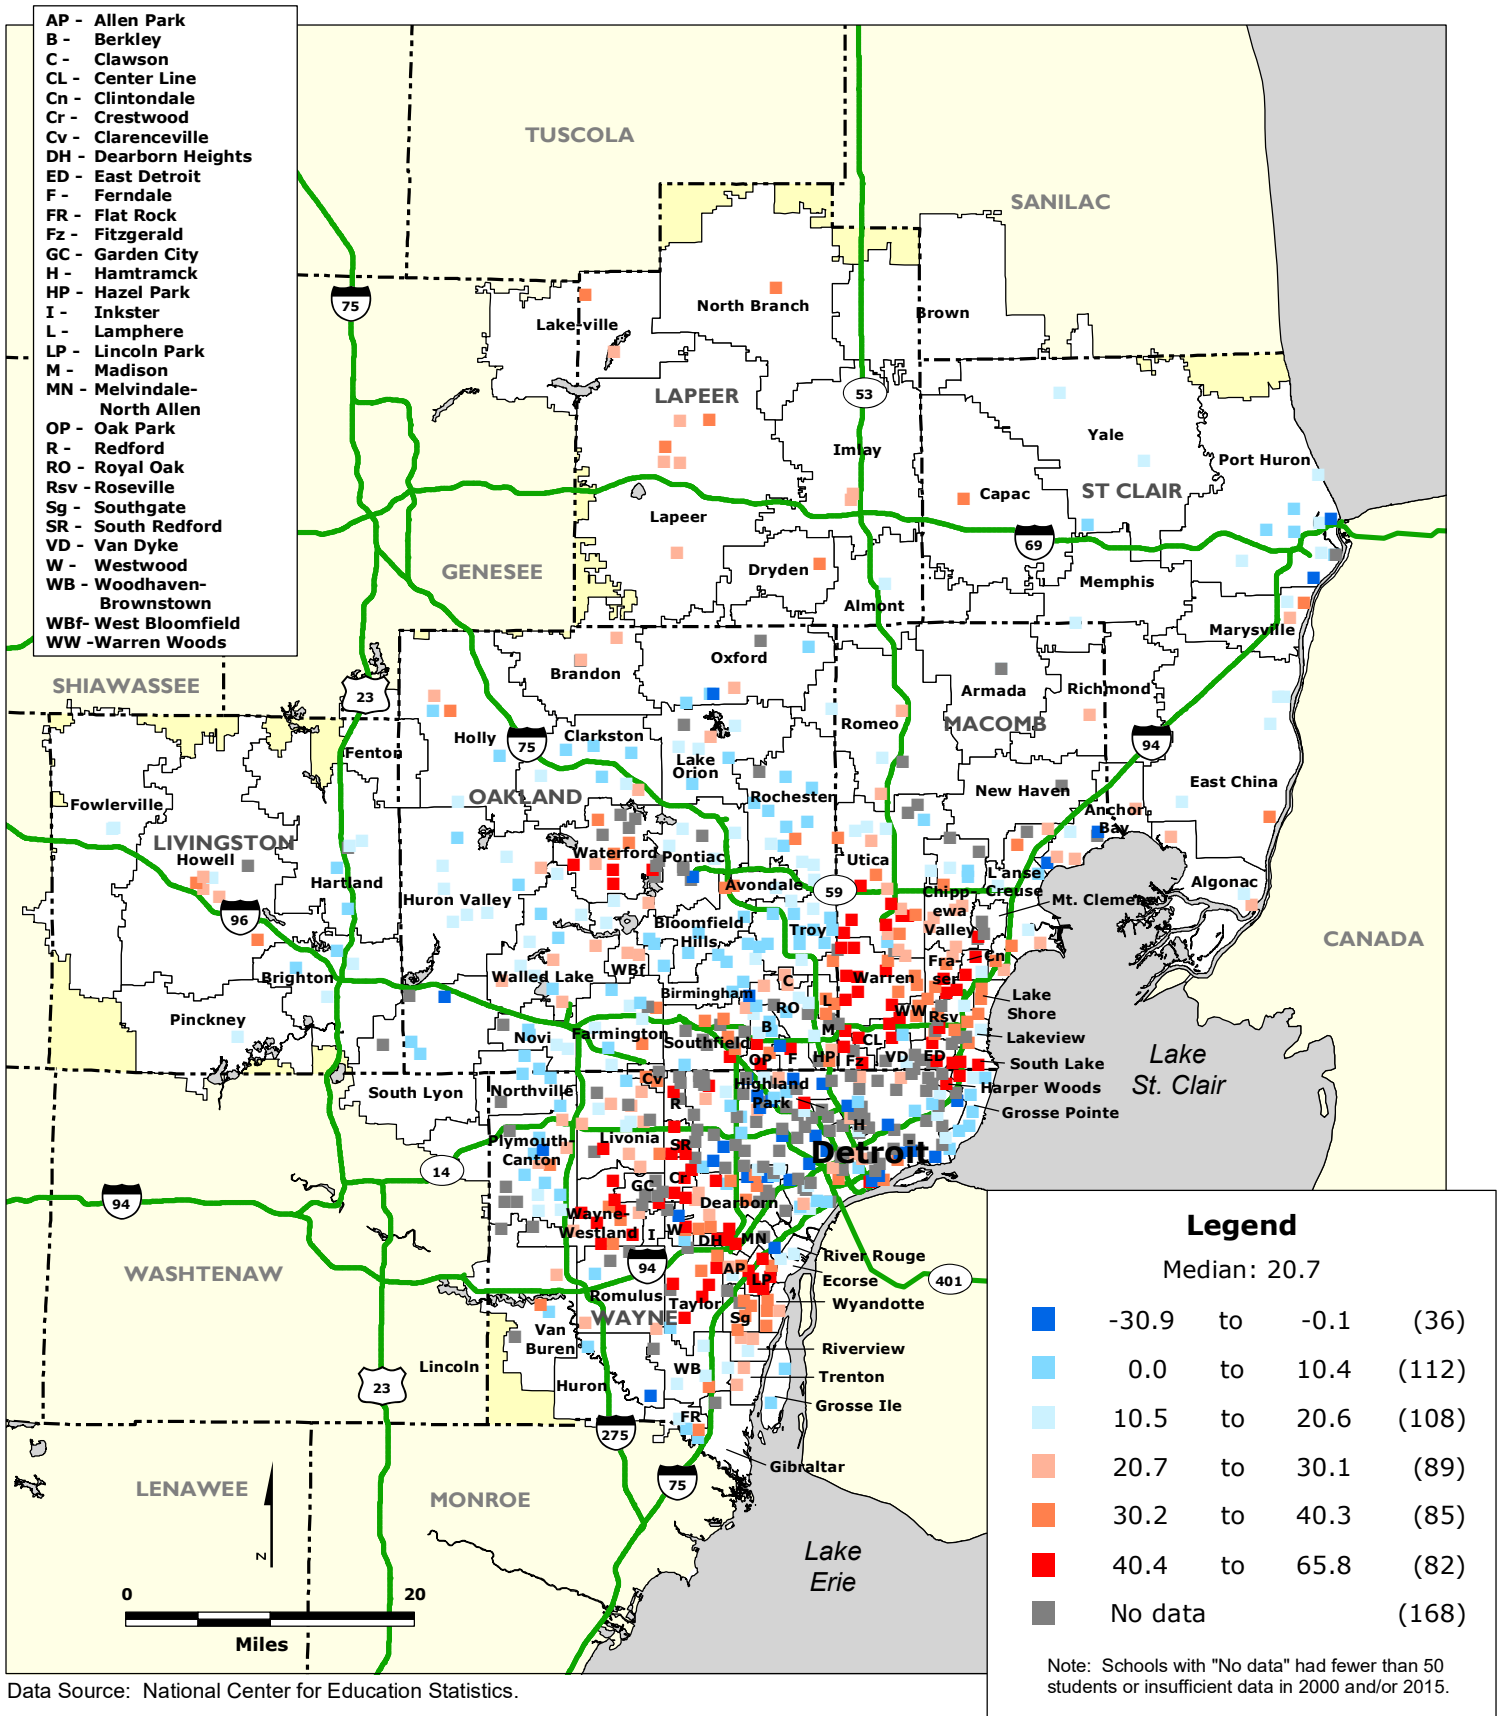 AP - Allen Park
B - Berkley
C - Clawson
CL - Center Line
Cn - Clintondale
Cr - Crestwood
Cv - Clarenceville
DH - Dearborn Heights
ED - East Detroit
F - Ferndale
FR - Flat Rock
Fz - Fitzgerald
GC - Garden City
H - Hamtramck
HP - Hazel Park
I - Inkster
L - Lamphere
LP - Lincoln Park
M - Madison
MN - Melvindale-
North Allen
OP - Oak Park
R - Redford
RO - Royal Oak
Rsv - Roseville
Sg - Southgate
SR - South Redford
VD - Van Dyke
W - Westwood
WB - Woodhaven-
Brownstown
WBf- West Bloomfield
WW -Warren Woods
TUSCOLA
SANILAC
75
North Branch
Lake-ville
Brown
LAPEER
53
Yale
Imlay
Port Huron
Capac
ST CLAIR
Lapeer
69
GENESEE
Dryden
Memphis
Almont
Marysville
Oxford
Brandon
SHIAWASSEE
23
Armada
Richmond
Romeo
MACOMB
Holly
75
Clarkston
94
Fenton
Lake
Orion
East China
OAKLAND
Rochester
New Haven
Fowlerville
Anchor
Bay
LIVINGSTON
Howell
Waterford
Pontiac
Utica
L'anse
Creuse
Hartland
Avondale
59
Algonac
Huron Valley
Chipp-
ewa
Valley
Mt. Clemens
96
Bloomfield
Hills
Troy
CANADA
Brighton
Walled Lake
WBf
C
Warren
Fra-
ser
Cn
Birmingham
Lake
Shore
Pinckney
RO
L
WW
Rsv
Novi
Farmington
Southfield
B
M
CL
Lakeview
OP
F
HP
Fz
VD
ED
South Lake
Lake
St. Clair
South Lyon
Northville
Cv
Highland
Park
Harper Woods
R
H
Grosse Pointe
Plymouth-
Canton
Livonia
SR
Detroit
14
Cr
GC
94
Dearborn
Wayne-
Westland
I
W
DH
MN
WASHTENAW
94
River Rouge
AP
Ecorse
401
LP
Romulus
Taylor
Wyandotte
WAYNE
Sg
Van
Buren
Riverview
Lincoln
WB
Trenton
23
Huron
Grosse Ile
FR
275
Gibraltar
75
LENAWEE
MONROE
N
Lake
Erie
0 20
Miles
Legend
Median: 20.7
-30.9 to -0.1 (36)
0.0 to 10.4 (112)
10.5 to 20.6 (108)
20.7 to 30.1 (89)
30.2 to 40.3 (85)
40.4 to 65.8 (82)
No data (168)
Note: Schools with "No data" had fewer than 50
students or insufficient data in 2000 and/or 2015.
Data Source: National Center for Education Statistics.